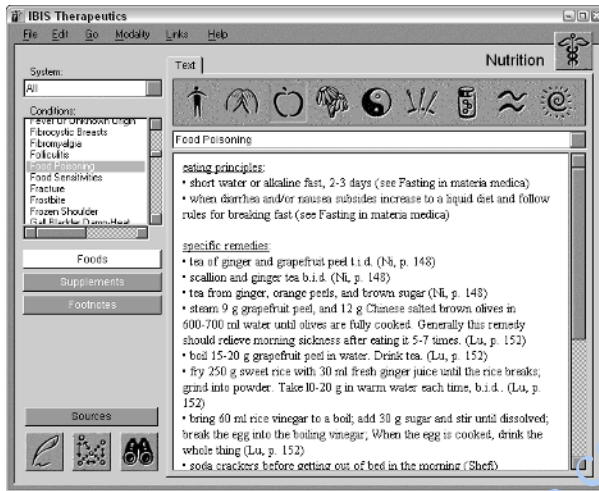 IBIS Therapeutics
File Edit Go Modality Links Help
System:
All
Conditions:
Fever Of Unknown Origin
Fibrocystic Breasts
Fibromyalgia
Folliculitis
Food Poisoning
Food Sensitivities
Fracture
Frostbite
Frozen Shoulder
Gall Bladder Damp-Heat
Foods
Supplements
Footnotes
Sources
Text
Nutrition
Food Poisoning
eating principles:
• short water or alkaline fast, 2-3 days (see Fasting in materia medica)
• when diarrhea and/or nausea subsides increase to a liquid diet and follow
rules for breaking fast (see Fasting in materia medica)
specific remedies:
• tea of ginger and grapefruit peel t.i.d. (Ni, p. 148)
• scallion and ginger tea b.i.d. (Ni, p. 148)
• tea from ginger, orange peels, and brown sugar (Ni, p. 148)
• steam 9 g grapefruit peel, and 12 g Chinese salted brown olives in
600-700 ml water until olives are fully cooked. Generally this remedy
should relieve morning sickness after eating it 5-7 times. (Lu, p. 152)
• boil 15-20 g grapefruit peel in water. Drink tea. (Lu, p. 152)
• fry 250 g sweet rice with 30 ml fresh ginger juice until the rice breaks;
grind into powder. Take 10-20 g in warm water each time, b.i.d.. (Lu, p.
152)
• bring 60 ml rice vinegar to a boil; add 30 g sugar and stir until dissolved;
break the egg into the boiling vinegar; When the egg is cooked, drink the
whole thing (Lu, p. 152)
• soda crackers before getting out of bed in the morning (Shefi)